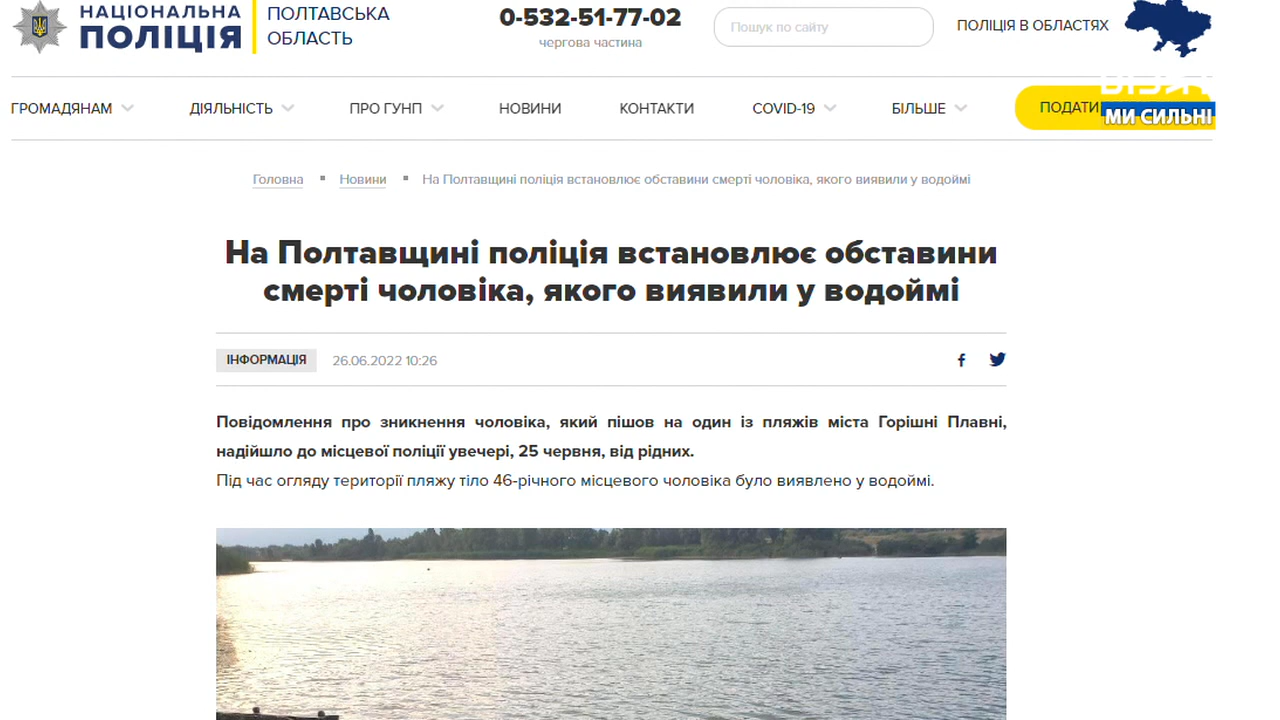 НАЦІОНАЛЬНА
ПОЛІЦІЯ
ПОЛТАВСЬКА
ОБЛАСТЬ
0-532-51-77-02
чергова частина
Пошук по сайту
ПОЛІЦІЯ В ОБЛАСТЯХ
ГРОМАДЯНАМ
ДІЯЛЬНІСТЬ
ПРО ГУНП
НОВИНИ
КОНТАКТИ
COVID-19
БІЛЬШЕ
ПОДАТИ
МИ СИЛЬНІ
Головна
Новини
На Полтавщині поліція встановлює обставини смерті чоловіка, якого виявили у водоймі
На Полтавщині поліція встановлює обставини
смерті чоловіка, якого виявили у водоймі
ІНФОРМАЦІЯ
26.06.2022 10:26
Повідомлення про зникнення чоловіка, який пішов на один із пляжів міста Горішні Плавні,
надійшло до місцевої поліції увечері, 25 червня, від рідних.
Під час огляду території пляжу тіло 46-річного місцевого чоловіка було виявлено у водоймі.